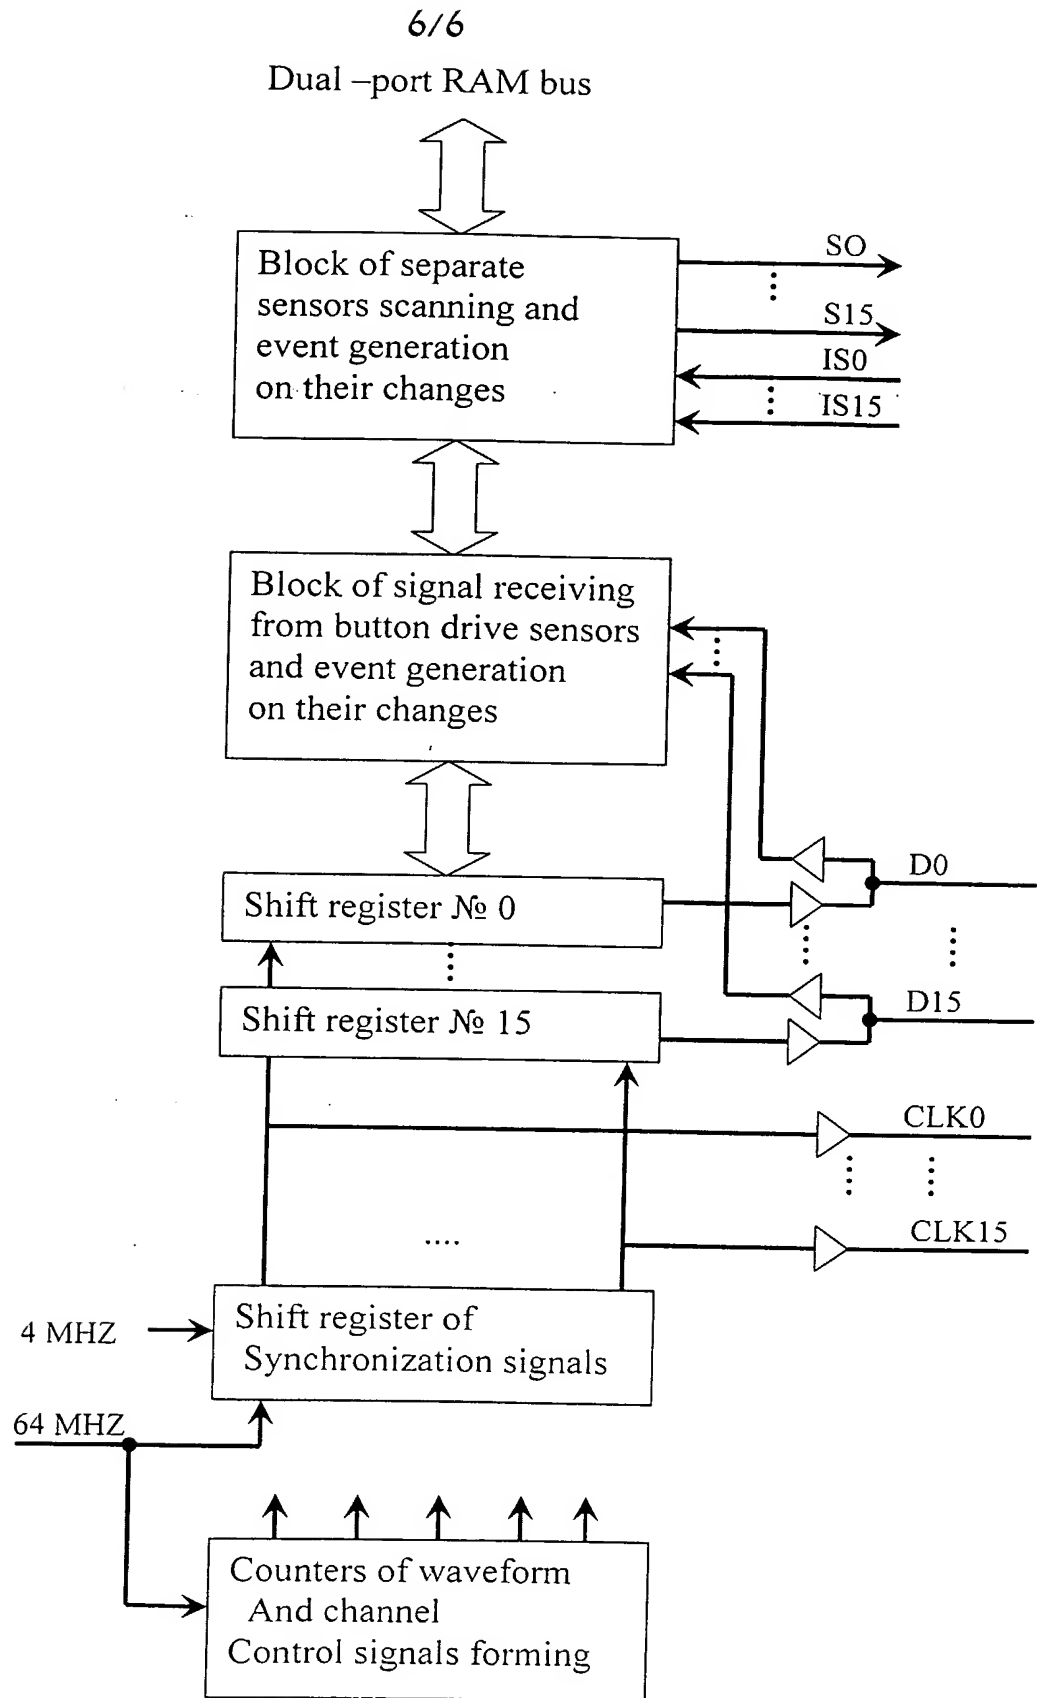 6/6
Dual –port RAM bus
Block of separate
sensors scanning and
event generation
on their changes
SO
S15
IS0
IS15
Block of signal receiving
from button drive sensors
and event generation
on their changes
D0
Shift register № 0
D15
Shift register № 15
CLK0
CLK15
Shift register of
Synchronization signals
4 MHZ
64 MHZ
Counters of waveform
And channel
Control signals forming